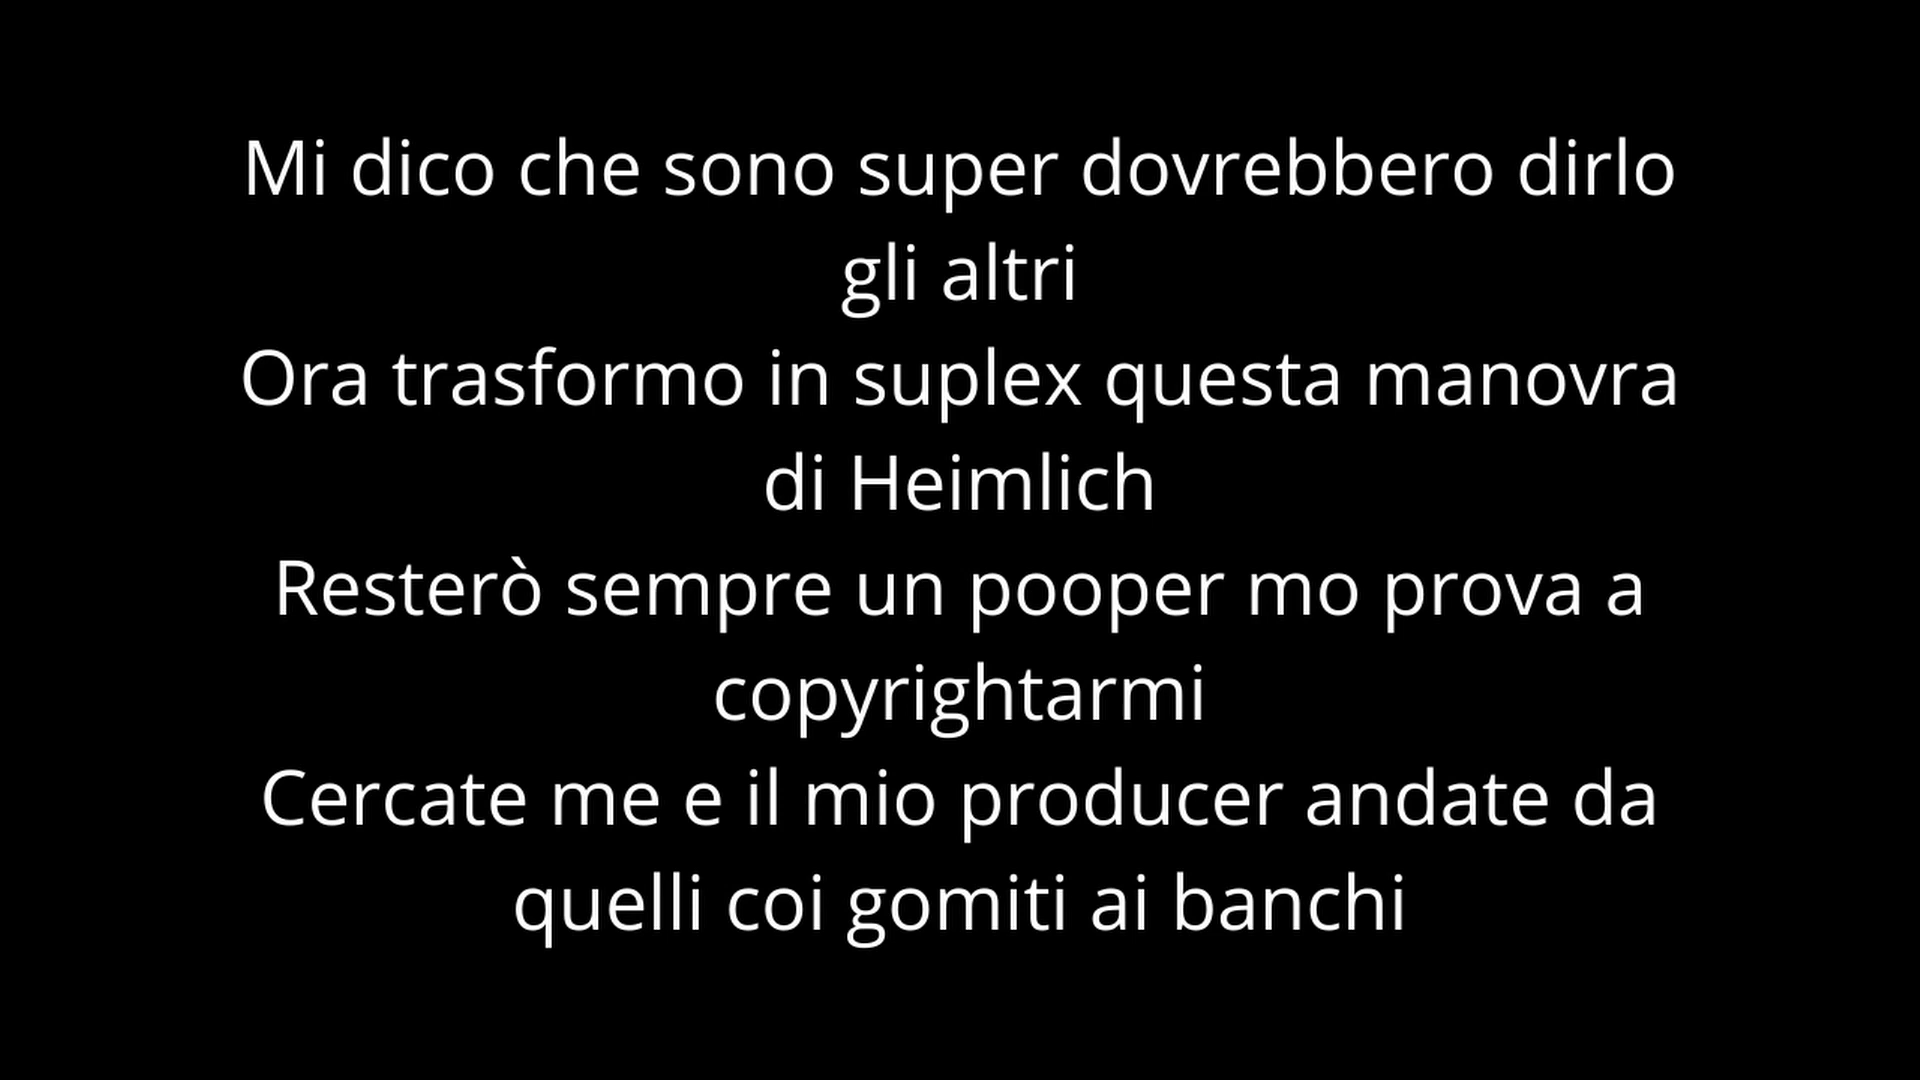 Mi dico che sono super dovrebbero dirlo
gli altri
Ora trasformo in suplex questa manovra
di Heimlich
Resterò sempre un pooper mo prova a
copyrightarmi
Cercate me e il mio producer andate da
quelli coi gomiti ai banchi